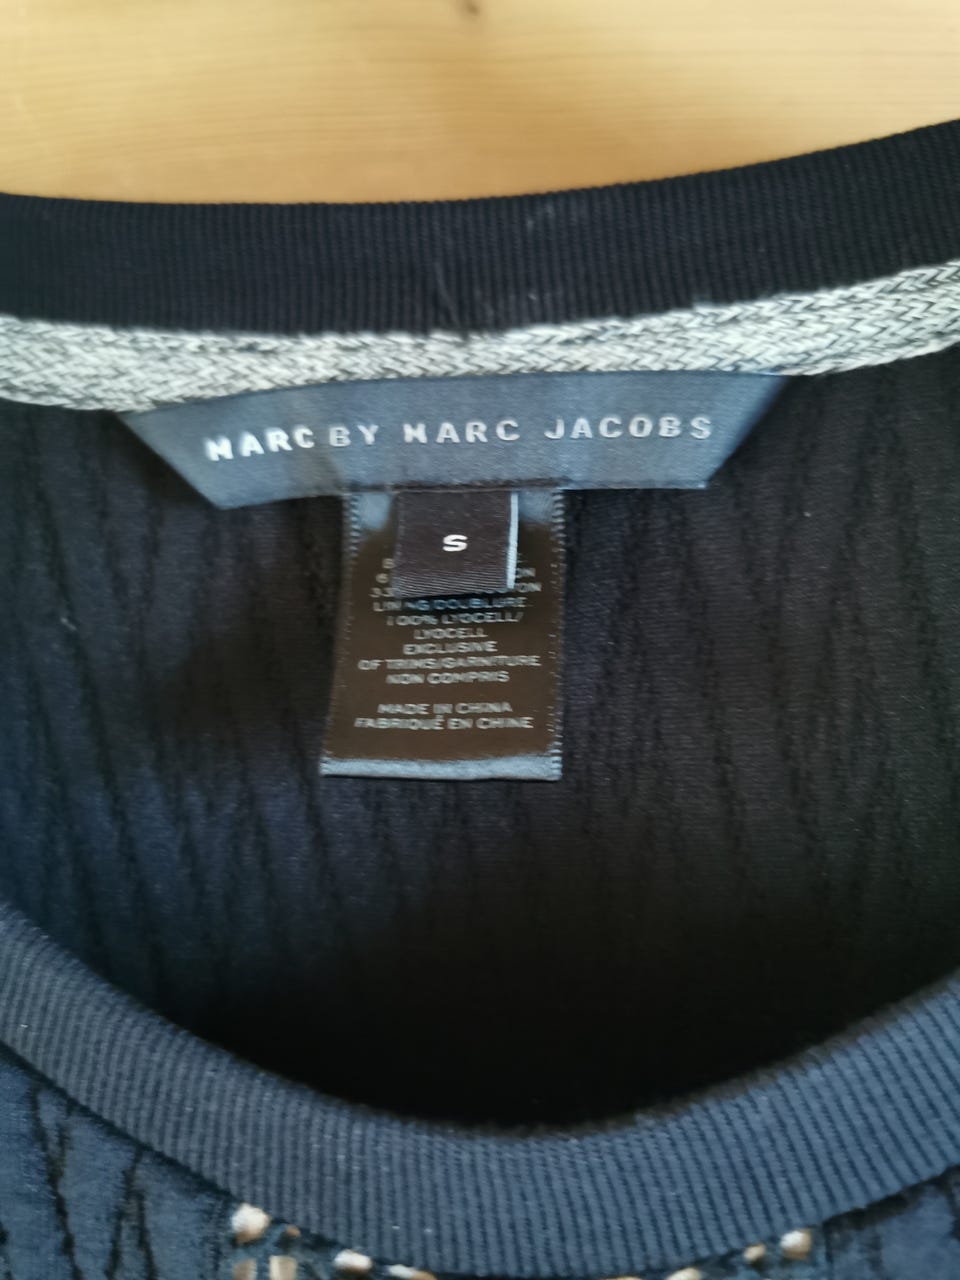 MARC BY MARC JACOBS
S
LINING/DOUBLURE
100% LYOCELL/
LYOCELL
EXCLUSIVE
OF TRIMS/GARNITURE
NON COMPRIS
MADE IN CHINA
FABRIQUÉ EN CHINE